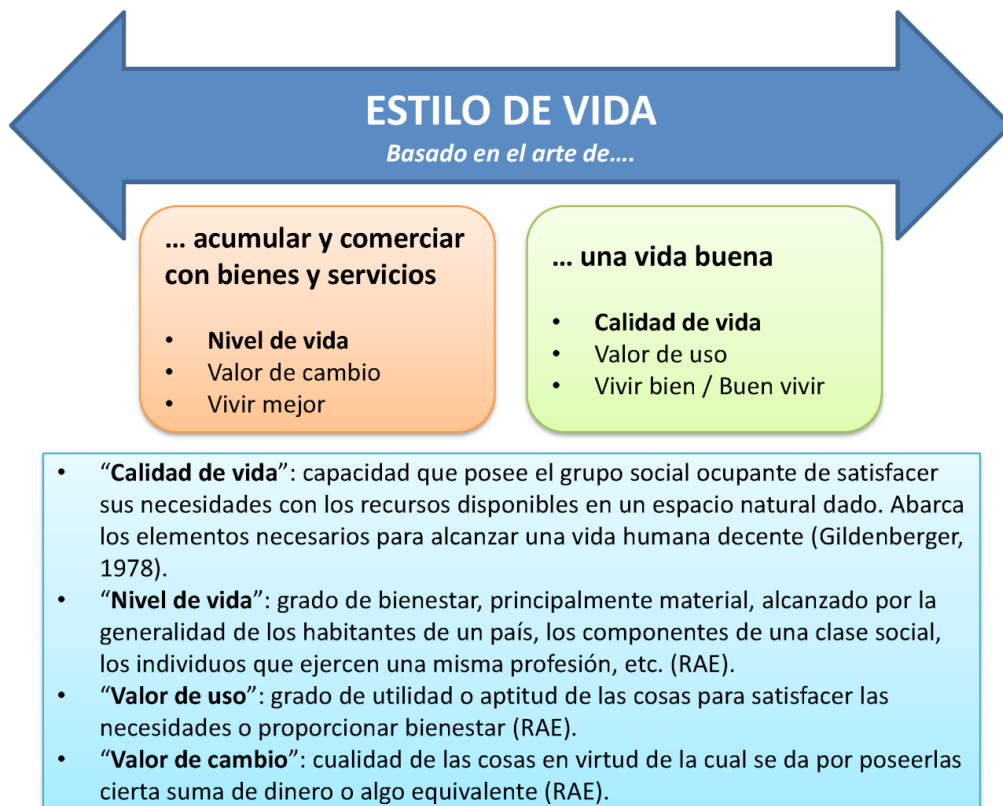 ESTILO DE VIDA
Basado en el arte de....
... acumular y comerciar
con bienes y servicios
• Nivel de vida
• Valor de cambio
• Vivir mejor
... una vida buena
• Calidad de vida
• Valor de uso
• Vivir bien / Buen vivir
• “Calidad de vida”: capacidad que posee el grupo social ocupante de satisfacer
sus necesidades con los recursos disponibles en un espacio natural dado. Abarca
los elementos necesarios para alcanzar una vida humana decente (Gildenberger,
1978).
• “Nivel de vida”: grado de bienestar, principalmente material, alcanzado por la
generalidad de los habitantes de un país, los componentes de una clase social,
los individuos que ejercen una misma profesión, etc. (RAE).
• “Valor de uso”: grado de utilidad o aptitud de las cosas para satisfacer las
necesidades o proporcionar bienestar (RAE).
• “Valor de cambio”: cualidad de las cosas en virtud de la cual se da por poseerlas
cierta suma de dinero o algo equivalente (RAE).